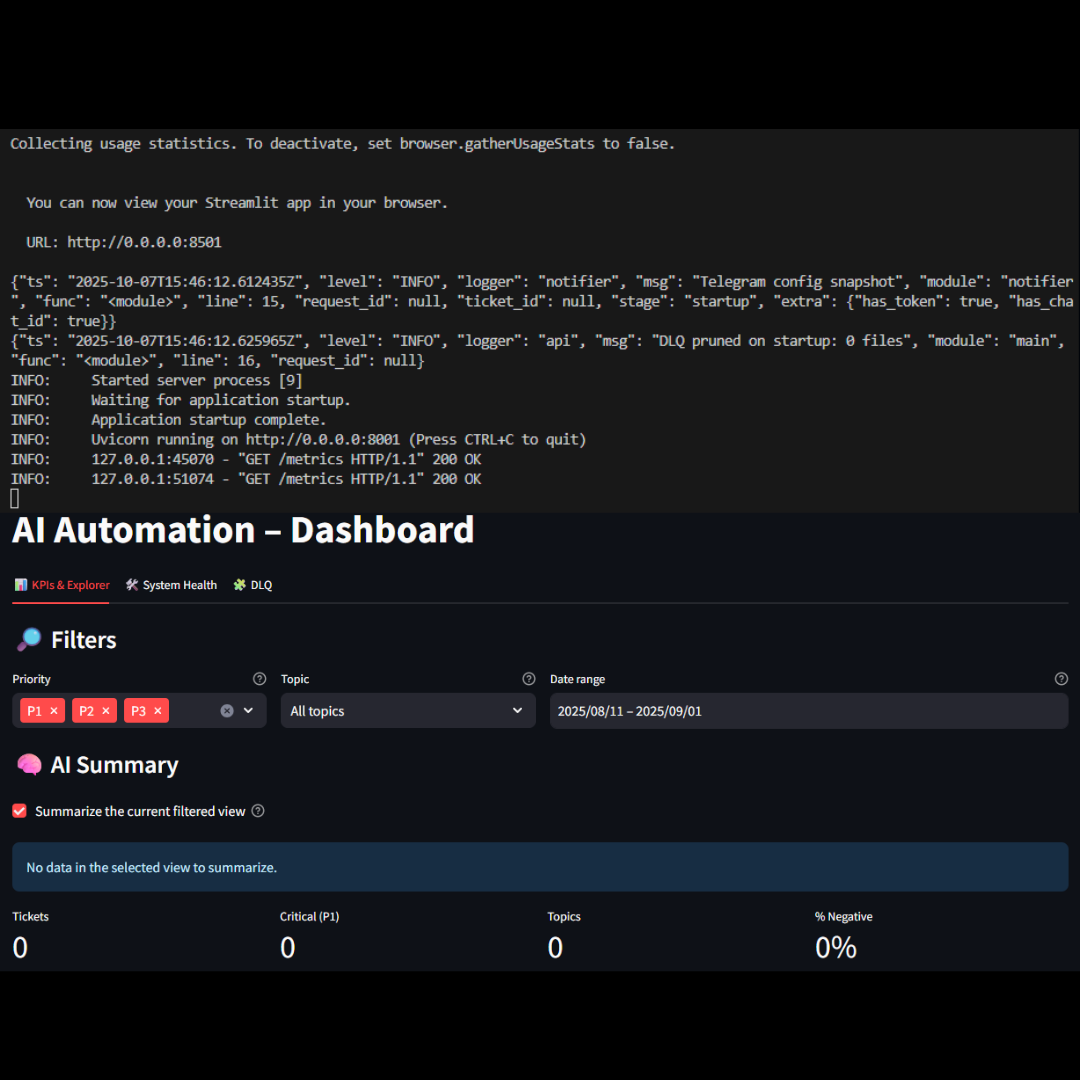 Collecting usage statistics. To deactivate, set browser.gatherUsageStats to false.
You can now view your Streamlit app in your browser.
URL: http://0.0.0.0:8501
{"ts": "2025-10-07T15:46:12.612435Z", "level": "INFO", "logger": "notifier", "msg": "Telegram config snapshot", "module": "notifier
", "func": "<module>", "line": 15, "request_id": null, "ticket_id": null, "stage": "startup", "extra": {"has_token": true, "has_cha
t_id": true}}
{"ts": "2025-10-07T15:46:12.625965Z", "level": "INFO", "logger": "api", "msg": "DLQ pruned on startup: 0 files", "module": "main",
"func": "<module>", "line": 16, "request_id": null}
INFO: Started server process [9]
INFO: Waiting for application startup.
INFO: Application startup complete.
INFO: Uvicorn running on http://0.0.0.0:8001 (Press CTRL+C to quit)
INFO: 127.0.0.1:45070 - "GET /metrics HTTP/1.1" 200 OK
INFO: 127.0.0.1:51074 - "GET /metrics HTTP/1.1" 200 OK
AI Automation – Dashboard
📊 KPIs & Explorer 🛠️ System Health 🧩 DLQ
🔎 Filters
Priority Topic Date range
P1 × P2 × P3 × All topics 2025/08/11 – 2025/09/01
🧠 AI Summary
Summarize the current filtered view
No data in the selected view to summarize.
Tickets Critical (P1) Topics % Negative
0 0 0 0%